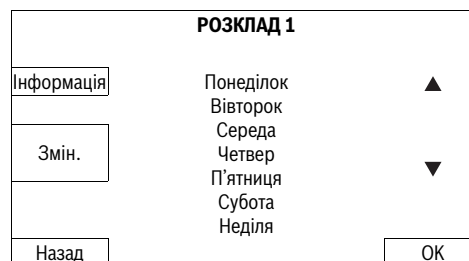 РОЗКЛАД 1
Інформація
Понеділок
Вівторок
Середа
Змін.
Четвер
П'ятниця
Субота
Неділя
Назад
OK